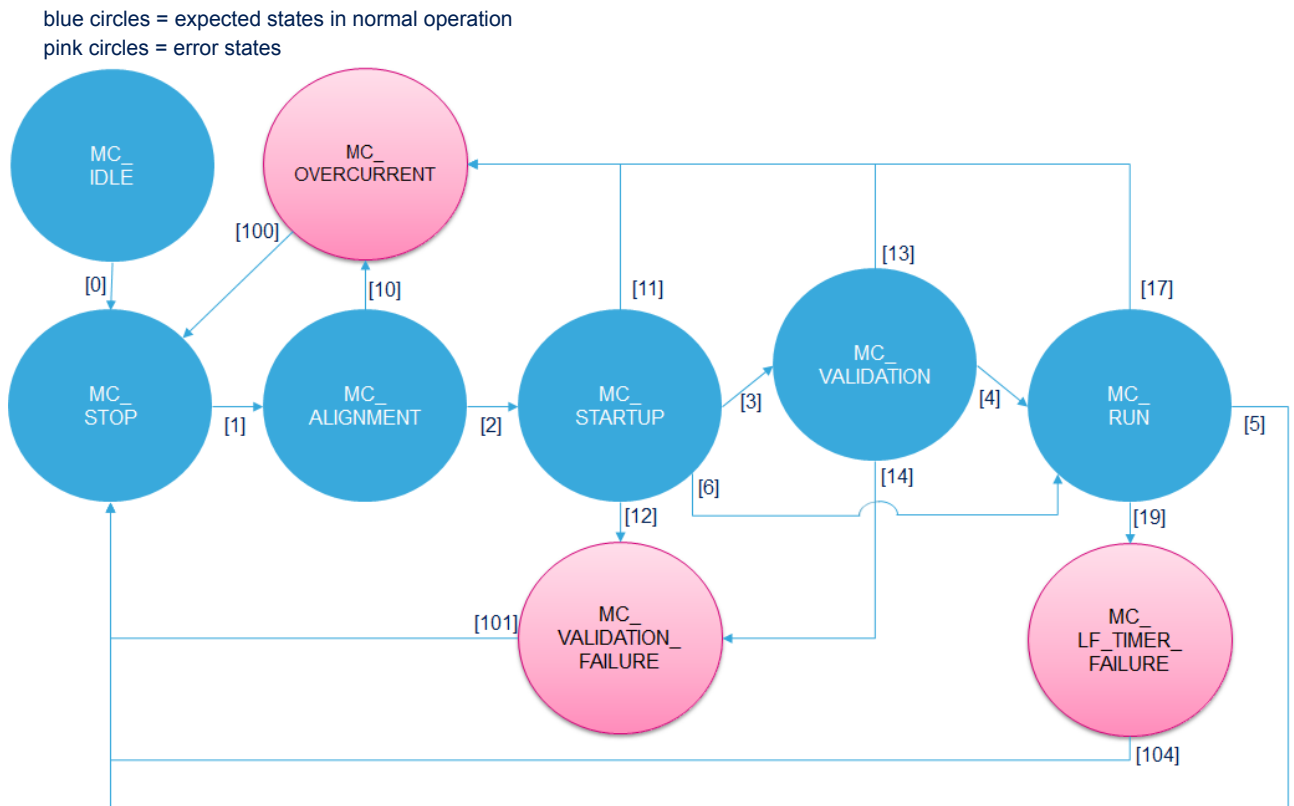 blue circles = expected states in normal operation
pink circles = error states
MC_
IDLE
MC_
OVERCURRENT
[100]
[0]
[10]
[11]
[13]
[17]
MC_
STOP
[1]
MC_
ALIGNMENT
[2]
MC_
STARTUP
[3]
MC_
VALIDATION
[4]
MC_
RUN
[5]
[6]
[14]
[12]
[19]
[101]
MC_
VALIDATION_
FAILURE
MC_
LF_TIMER_
FAILURE
[104]